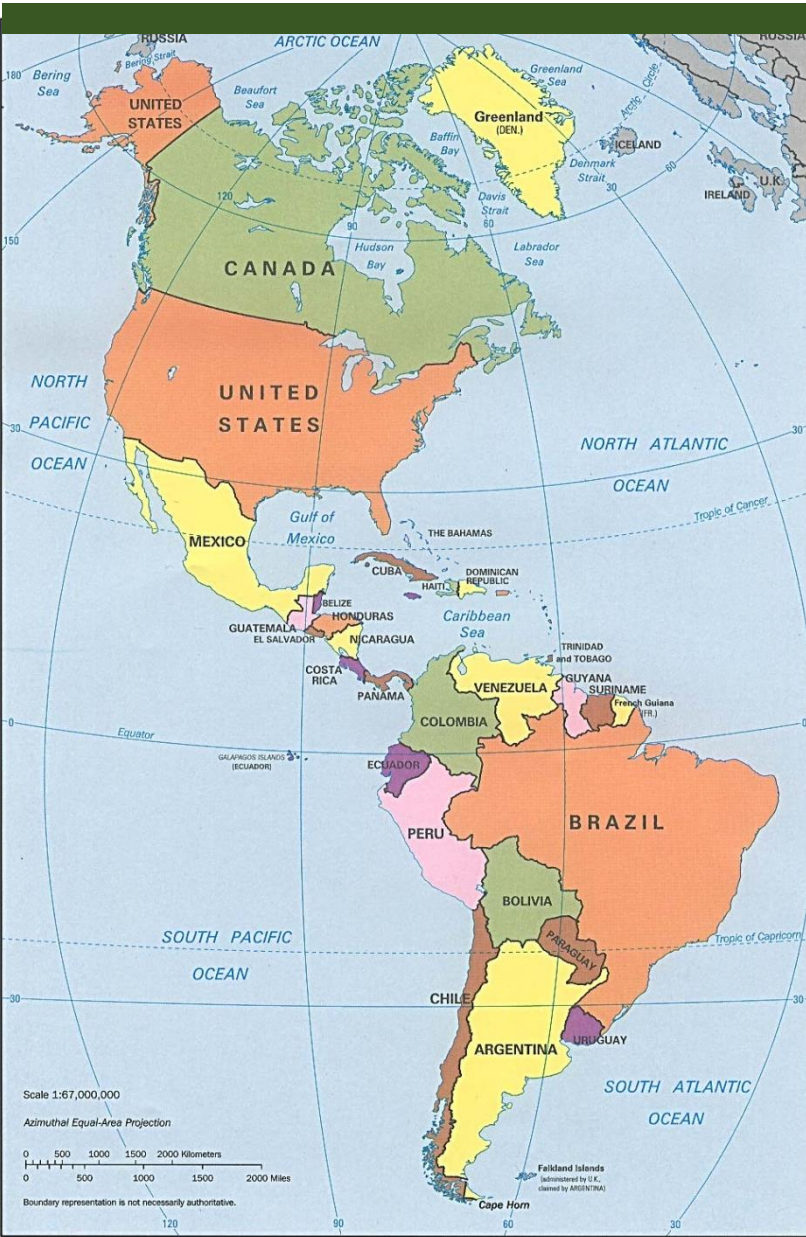 RUSSIA
RUSSIA
Bering Strait
ARCTIC OCEAN
180
Bering
Sea
Beaufort
Sea
Greenland
Sea
Arctic Circle
UNITED
STATES
Greenland
(DEN.)
Baffin
Bay
ICELAND
Denmark
Strait
60
30
U.K.
IRELAND
120
Davis
Strait
60
90
150
Hudson
Bay
Labrador
Sea
CANADA
NORTH
PACIFIC
OCEAN
UNITED
STATES
30
30
NORTH ATLANTIC
OCEAN
Tropic of Cancer
Gulf of
Mexico
MEXICO
THE BAHAMAS
CUBA
DOMINICAN
REPUBLIC
HAITI
BELIZE
HONDURAS
Caribbean
Sea
GUATEMALA
EL SALVADOR
NICARAGUA
TRINIDAD
and TOBAGO
COSTA
RICA
PANAMA
VENEZUELA
GUYANA
SURINAME
French Guiana
(FR.)
COLOMBIA
0
0
Equator
GALAPAGOS ISLANDS
(ECUADOR)
ECUADOR
PERU
BRAZIL
BOLIVIA
SOUTH PACIFIC
OCEAN
PARAGUAY
Tropic of Capricorn
30
30
CHILE
ARGENTINA
URUGUAY
SOUTH ATLANTIC
OCEAN
Scale 1:67,000,000
Azimuthal Equal-Area Projection
0 500 1000 1500 2000 Kilometers
0 500 1000 1500 2000 Miles
Boundary representation is not necessarily authoritative.
Falkland Islands
(administered by U.K.,
claimed by ARGENTINA)
Cape Horn
120
90
60
30